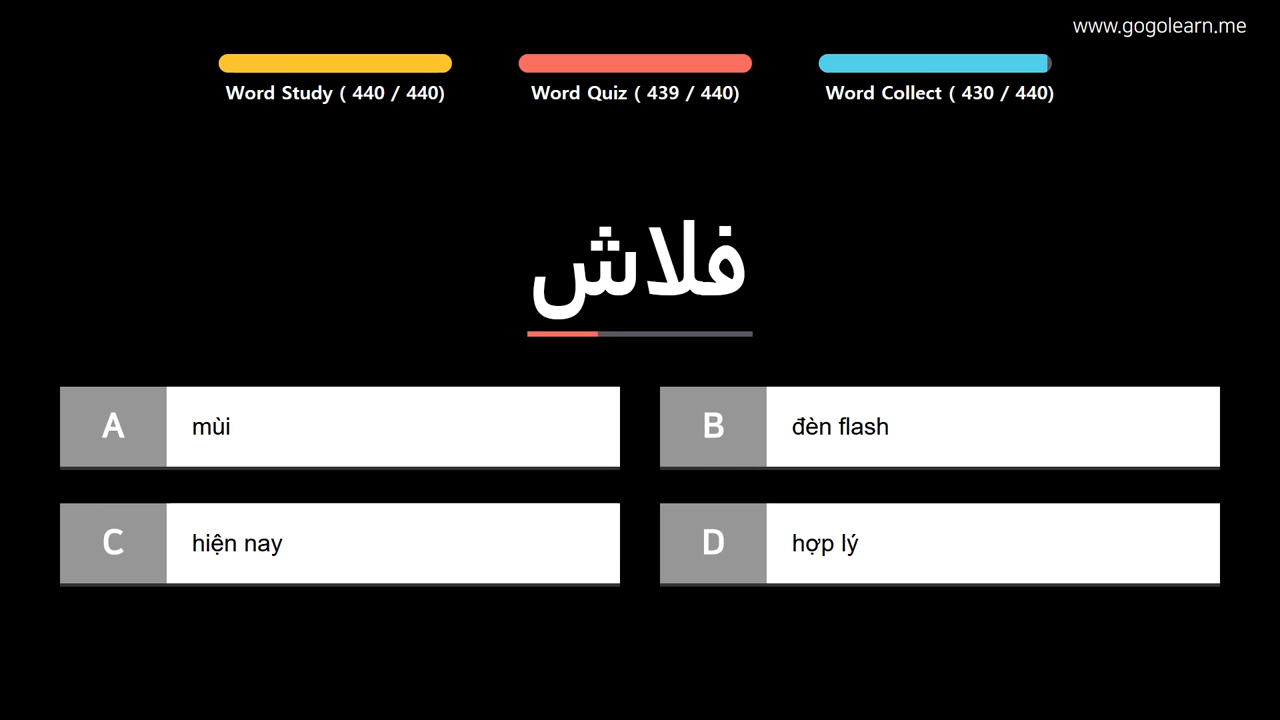 www.gogolearn.me
Word Study ( 440 / 440)
Word Quiz ( 439 / 440)
Word Collect ( 430 / 440)
فلاش
A
mùi
B
đèn flash
C
hiện nay
D
hợp lý